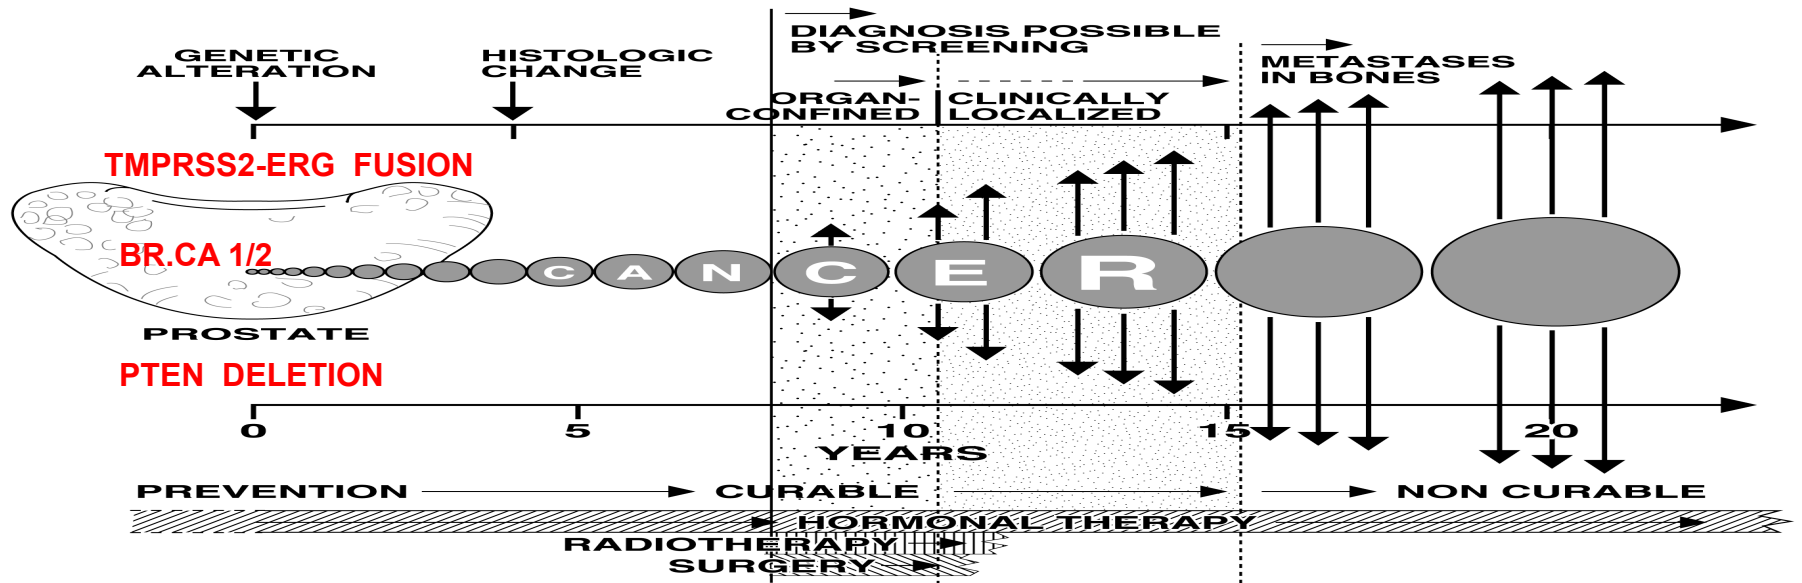 DIAGNOSIS POSSIBLE
BY SCREENING
GENETIC
ALTERATION
HISTOLOGIC
CHANGE
METASTASES
IN BONES
ORGAN-
CONFINED
CLINICALLY
LOCALIZED
TMPRSS2-ERG FUSION
BR.CA 1/2
C A N C E R
PROSTATE
PTEN DELETION
0 5 10 15 20
YEARS
PREVENTION CURABLE NON CURABLE
HORMONAL THERAPY
RADIOTHERAPY
SURGERY